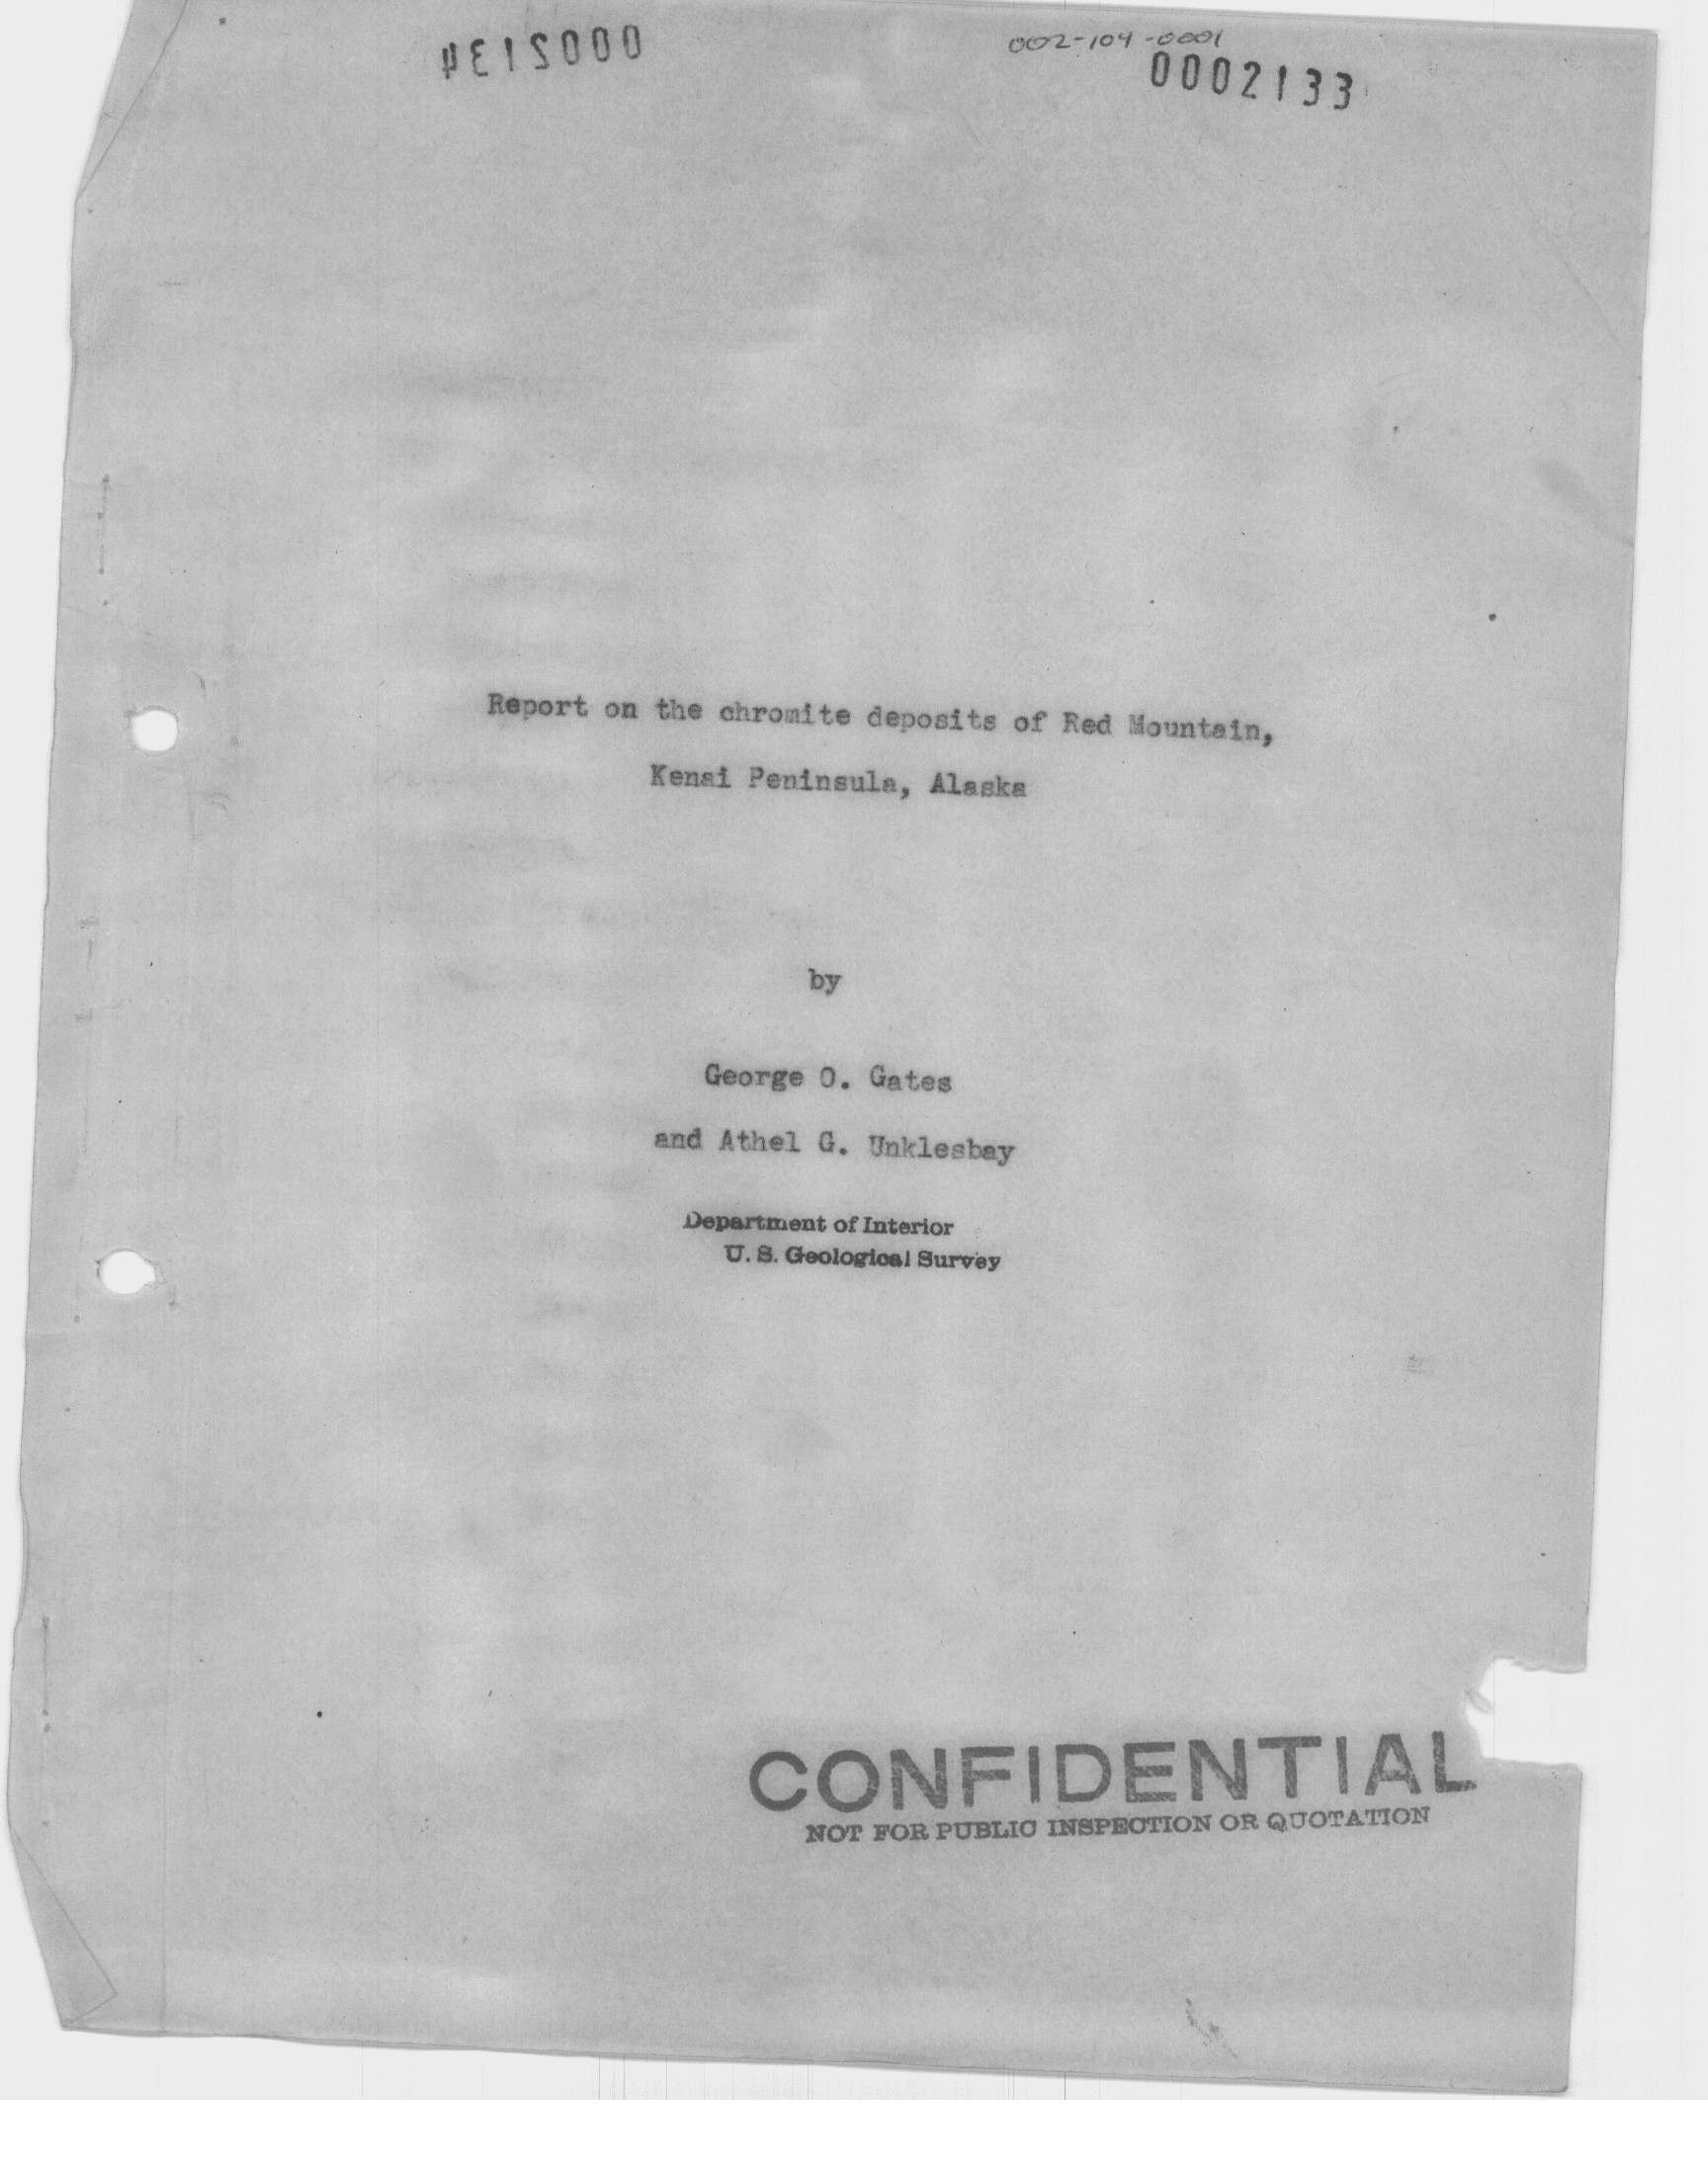 0002134
002-104-0001
0002133
Report on the chromite deposits of Red Mountain,
Kenai Peninsula, Alaska
by
George O. Gates
and Athel G. Unklesbay
Department of Interior
U. S. Geological Survey
CONFIDENTIAL
NOT FOR PUBLIC INSPECTION OR QUOTATION